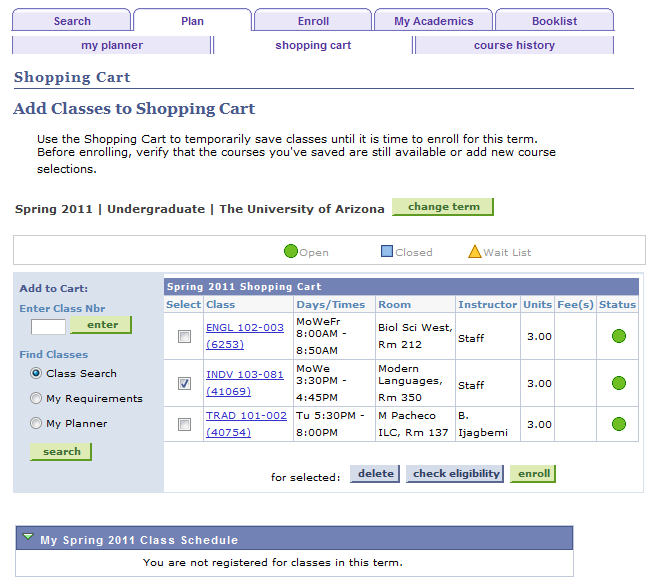 Search Plan Enroll My Academics Booklist
my planner shopping cart course history
Shopping Cart
Add Classes to Shopping Cart
Use the Shopping Cart to temporarily save classes until it is time to enroll for this term.
Before enrolling, verify that the courses you've saved are still available or add new course
selections.
Spring 2011 | Undergraduate | The University of Arizona change term
Open Closed Wait List
Add to Cart:
Enter Class Nbr
enter
Find Classes
Class Search
My Requirements
My Planner
search
Spring 2011 Shopping Cart
Select Class Days/Times Room Instructor Units Fee(s) Status
ENGL 102-003
(6253)
MoWeFr
8:00AM -
8:50AM
Biol Sci West,
Rm 212
Staff
3.00
INDV 103-081
(41069)
MoWe
3:30PM -
4:45PM
Modern
Languages,
Rm 350
Staff
3.00
TRAD 101-002
(40754)
Tu 5:30PM -
8:00PM
M Pacheco
ILC, Rm 137
B.
Ijagbemi
3.00
for selected: delete check eligibility enroll
My Spring 2011 Class Schedule
You are not registered for classes in this term.